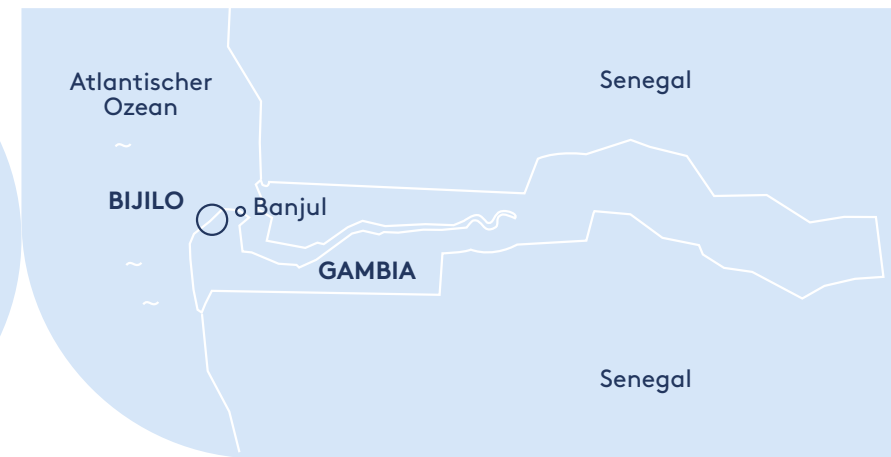 Atlantischer
Ozean
Senegal
BIJILO
Banjul
GAMBIA
Senegal